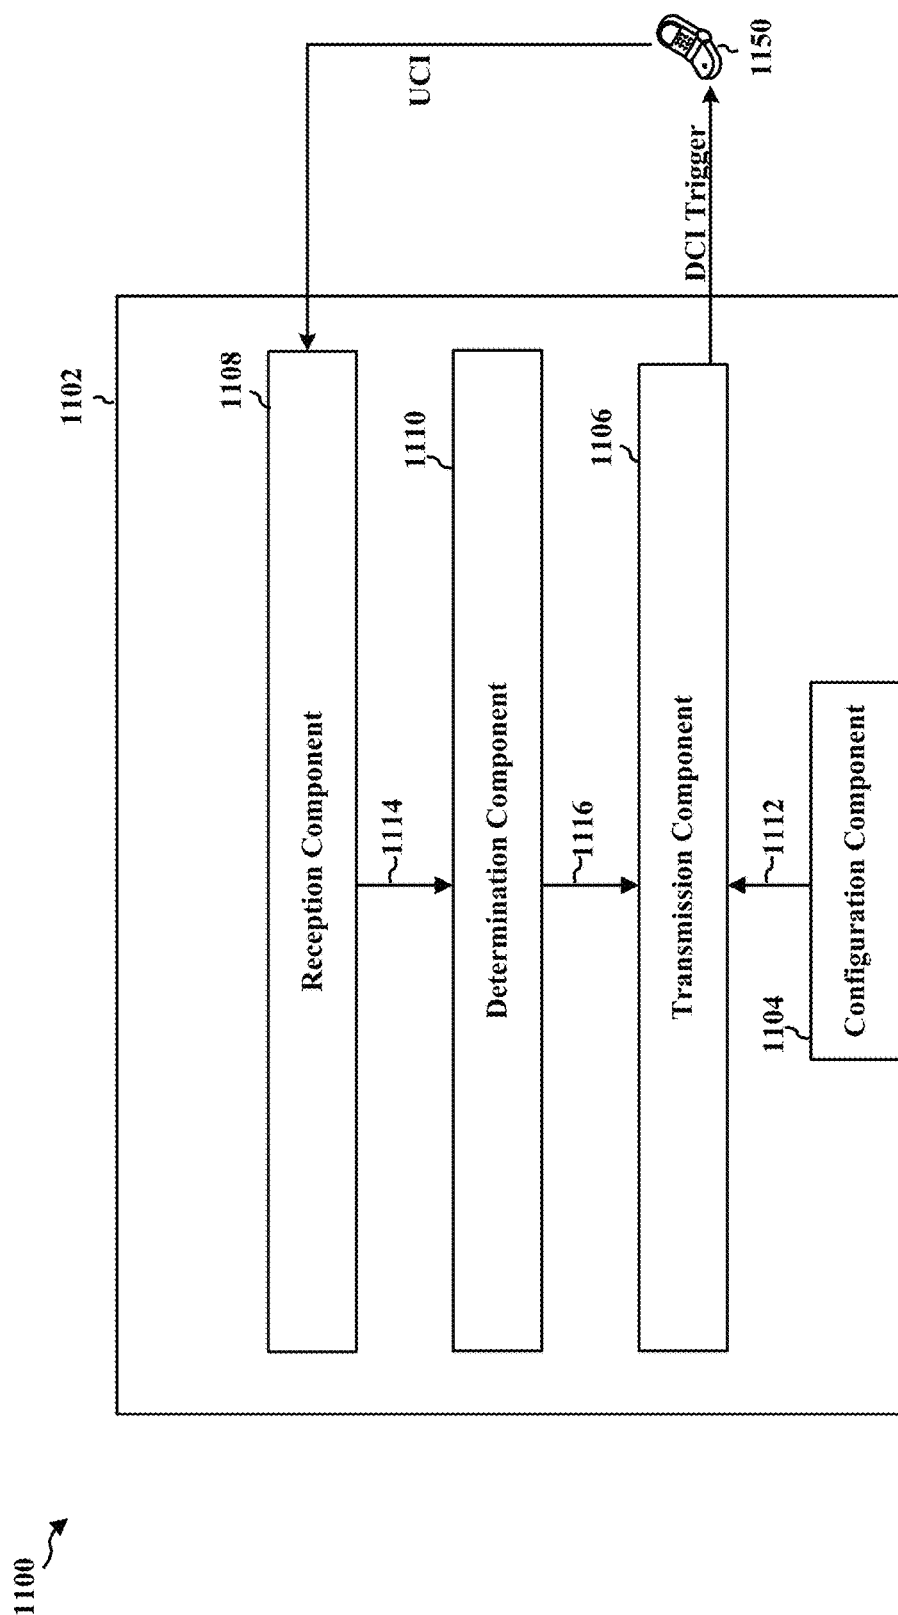 1100
1102
1108
Reception Component
UCI
1114
1110
Determination Component
1116
1106
Transmission Component
DCI Trigger
1150
1112
1104
Configuration Component